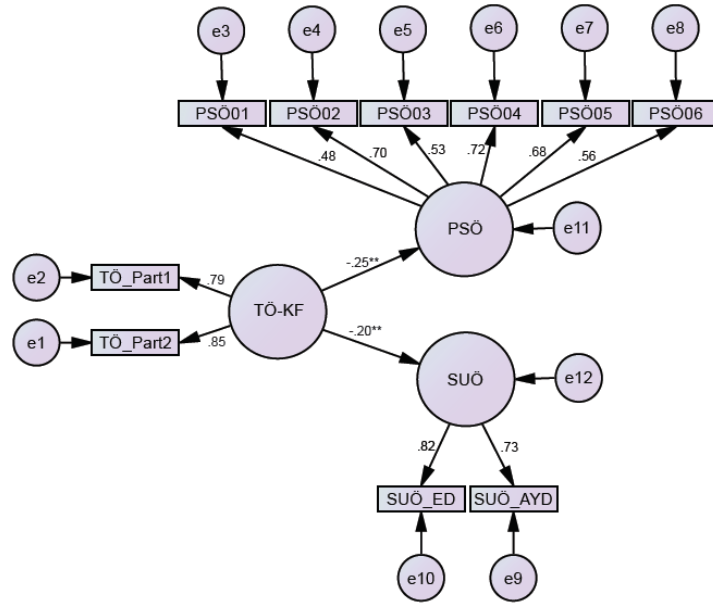 e3
e4
e5
e6
e7
e8
PSÖ01
PSÖ02
PSÖ03
PSÖ04
PSÖ05
PSÖ06
.48
.70
.53
.72
.68
.56
PSÖ
e11
-.25**
e2
TÖ_Part1
.79
TÖ-KF
e1
TÖ_Part2
.85
-.20**
SUÖ
e12
.82
.73
SUÖ_ED
SUÖ_AYD
e10
e9